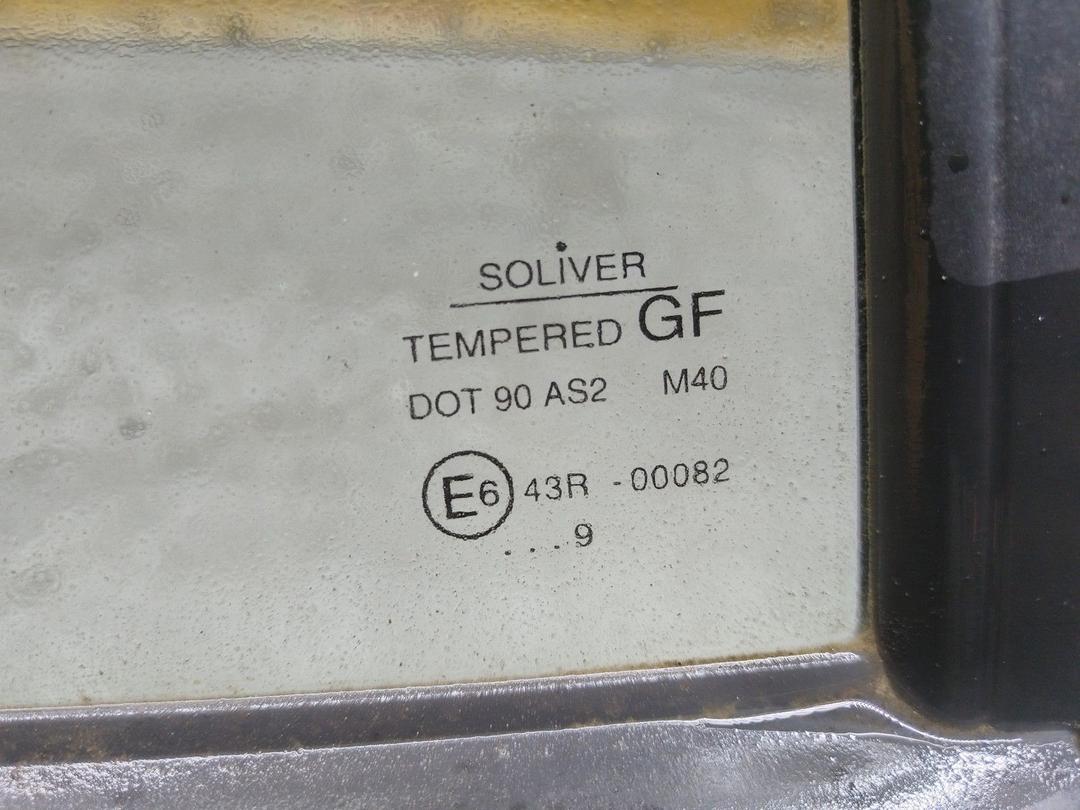 SOLIVER
TEMPERED GF
DOT 90 AS2 M40
E6 43R -00082
...9